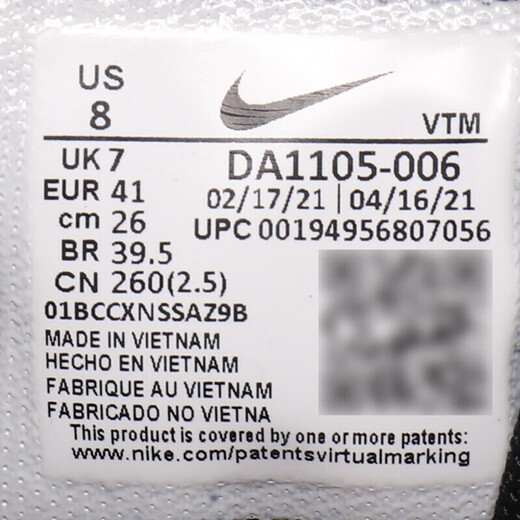 US
8
VTM
UK 7
EUR 41
cm 26
BR 39.5
CN 260(2.5)
DA1105-006
02/17/21 | 04/16/21
UPC 00194956807056
01BCCXNSSAZ9B
MADE IN VIETNAM
HECHO EN VIETNAM
FABRIQUE AU VIETNAM
FABRICADO NO VIETNA
This product is covered by one or more patents:
www.nike.com/patentsvirtualmarking